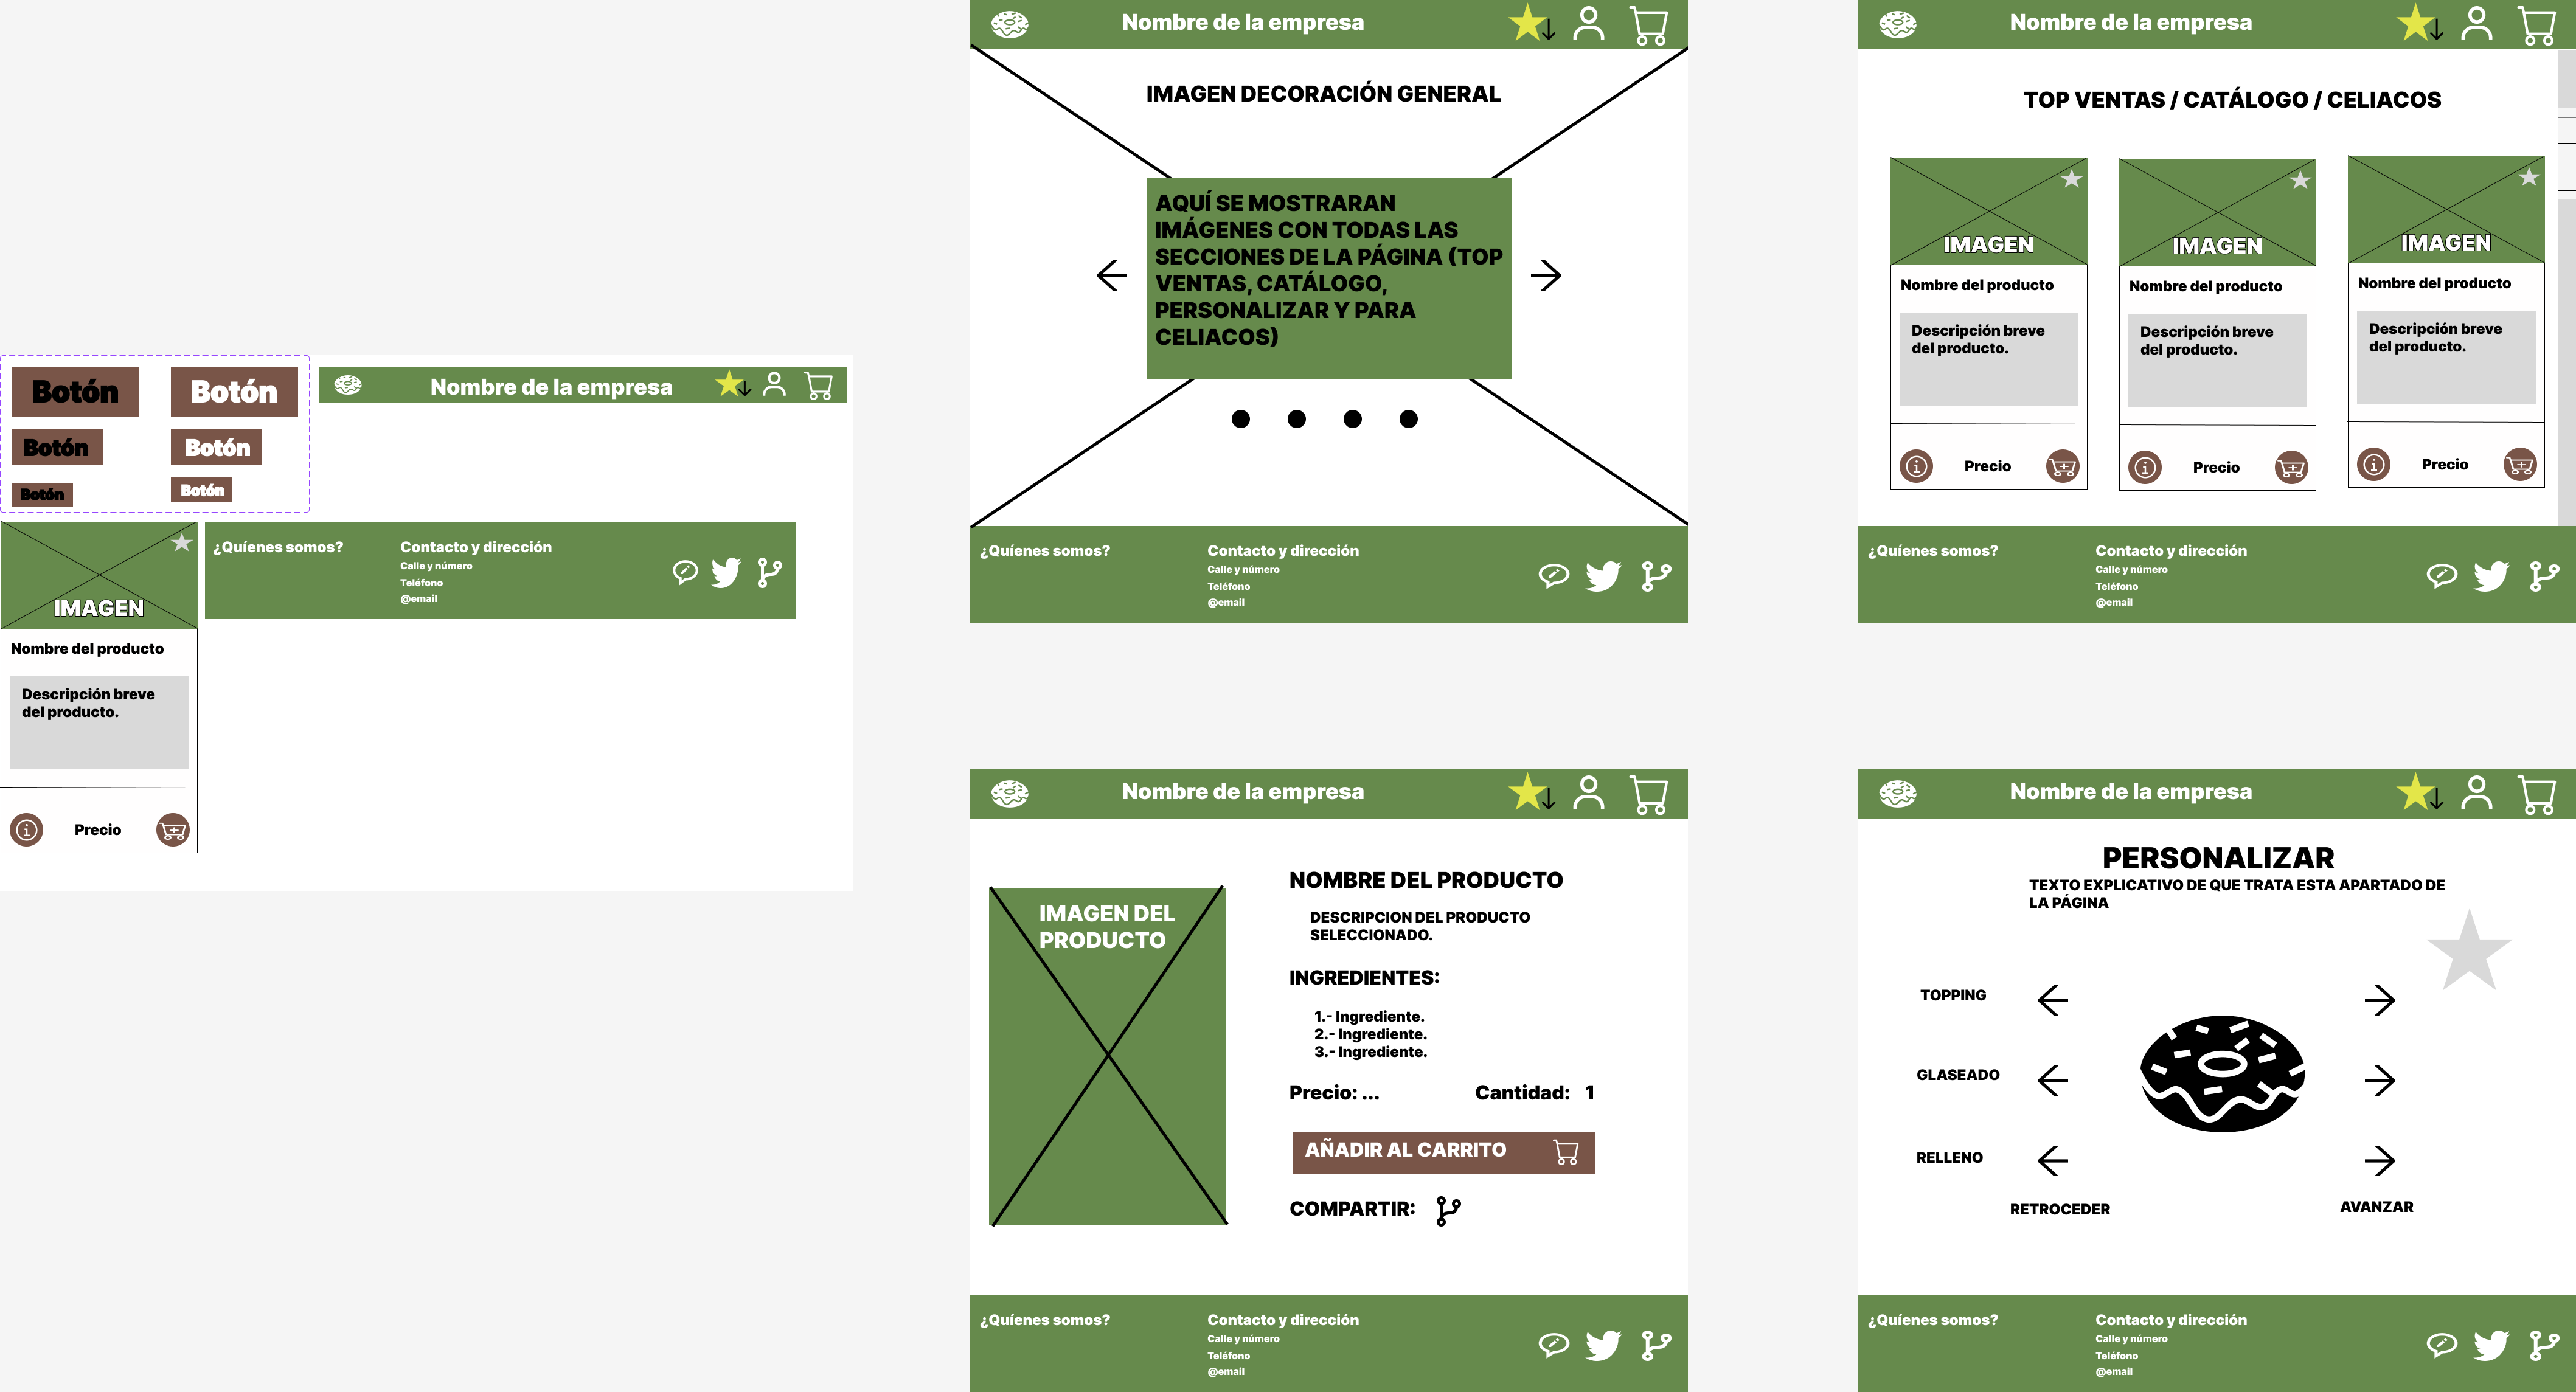 Botón
Botón
Botón
Botón
Botón
Botón
Nombre de la empresa
IMAGEN
Nombre del producto
Descripción breve
del producto.
Precio
¿Quíenes somos?
Contacto y dirección
Calle y número
Teléfono
@email
Nombre de la empresa
IMAGEN DECORACIÓN GENERAL
AQUÍ SE MOSTRARAN
IMÁGENES CON TODAS LAS
SECCIONES DE LA PÁGINA (TOP
VENTAS, CATÁLOGO,
PERSONALIZAR Y PARA
CELIACOS)
¿Quíenes somos?
Contacto y dirección
Calle y número
Teléfono
@email
Nombre de la empresa
TOP VENTAS / CATÁLOGO / CELIACOS
IMAGEN
Nombre del producto
Descripción breve
del producto.
Precio
IMAGEN
Nombre del producto
Descripción breve
del producto.
Precio
IMAGEN
Nombre del producto
Descripción breve
del producto.
Precio
¿Quíenes somos?
Contacto y dirección
Calle y número
Teléfono
@email
Nombre de la empresa
IMAGEN DEL
PRODUCTO
NOMBRE DEL PRODUCTO
DESCRIPCION DEL PRODUCTO
SELECCIONADO.
INGREDIENTES:
1.- Ingrediente.
2.- Ingrediente.
3.- Ingrediente.
Precio: ... Cantidad: 1
AÑADIR AL CARRITO
COMPARTIR:
¿Quíenes somos?
Contacto y dirección
Calle y número
Teléfono
@email
Nombre de la empresa
PERSONALIZAR
TEXTO EXPLICATIVO DE QUE TRATA ESTA APARTADO DE
LA PÁGINA
TOPPING
GLASEADO
RELLENO
RETROCEDER AVANZAR
¿Quíenes somos?
Contacto y dirección
Calle y número
Teléfono
@email